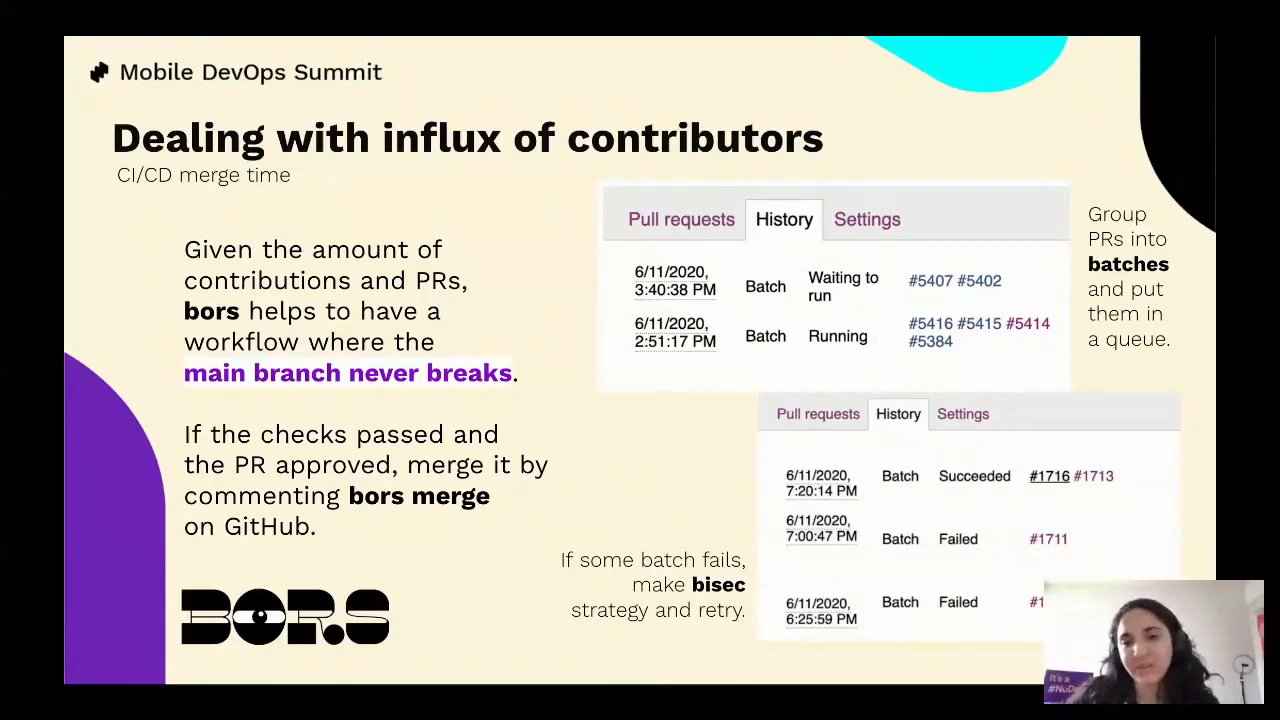 Mobile DevOps Summit
Dealing with influx of contributors
CI/CD merge time
Given the amount of
contributions and PRs,
bors helps to have a
workflow where the
main branch never breaks.
If the checks passed and
the PR approved, merge it by
commenting bors merge
on GitHub.
BORS
Pull requests History Settings
6/11/2020,
3:40:38 PM Batch Waiting to
run #5407 #5402
6/11/2020,
2:51:17 PM Batch Running #5416 #5415 #5414
#5384
Group
PRs into
batches
and put
them in
a queue.
Pull requests History Settings
6/11/2020,
7:20:14 PM Batch Succeeded #1716 #1713
6/11/2020,
7:00:47 PM Batch Failed #1711
6/11/2020,
6:25:59 PM Batch Failed
If some batch fails,
make bisec
strategy and retry.
It's a